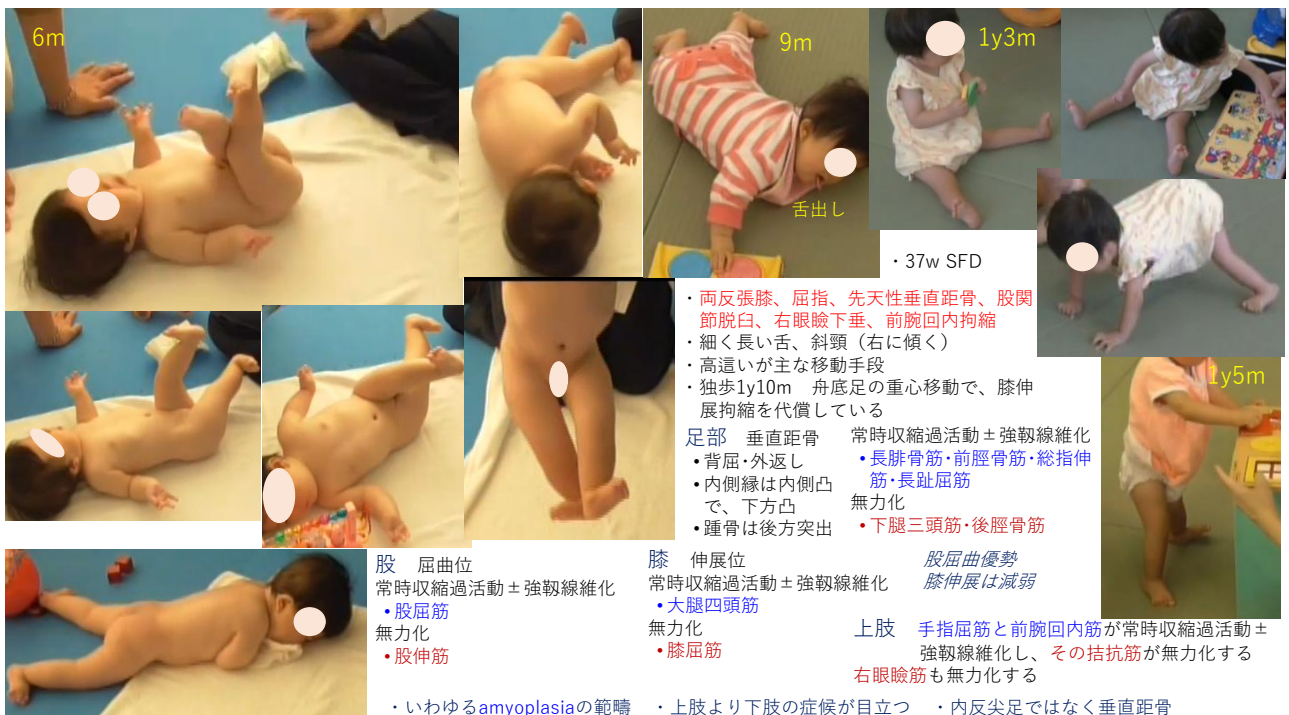 6m
9m
1y3m
舌出し
・37w SFD
・両反張膝、屈指、先天性垂直距骨、股関
節脱臼、右眼瞼下垂、前腕回内拘縮
・細く長い舌、斜頸（右に傾く）
・高這いが主な移動手段
・独歩1y10m　舟底足の重心移動で、膝伸
展拘縮を代償している
1y5m
足部　垂直距骨
•背屈･外返し
•内側縁は内側凸
で、下方凸
•踵骨は後方突出
常時収縮過活動±強靱線維化
•長腓骨筋･前脛骨筋･総指伸
筋･長趾屈筋
無力化
•下腿三頭筋･後脛骨筋
股　屈曲位
常時収縮過活動±強靱線維化
•股屈筋
無力化
•股伸筋
膝　伸展位
常時収縮過活動±強靱線維化
•大腿四頭筋
無力化
•膝屈筋
股屈曲優勢
膝伸展は減弱
上肢　手指屈筋と前腕回内筋が常時収縮過活動±
強靱線維化し、その拮抗筋が無力化する
右眼瞼筋も無力化する
・いわゆるamyoplasiaの範疇　・上肢より下肢の症候が目立つ　・内反尖足ではなく垂直距骨